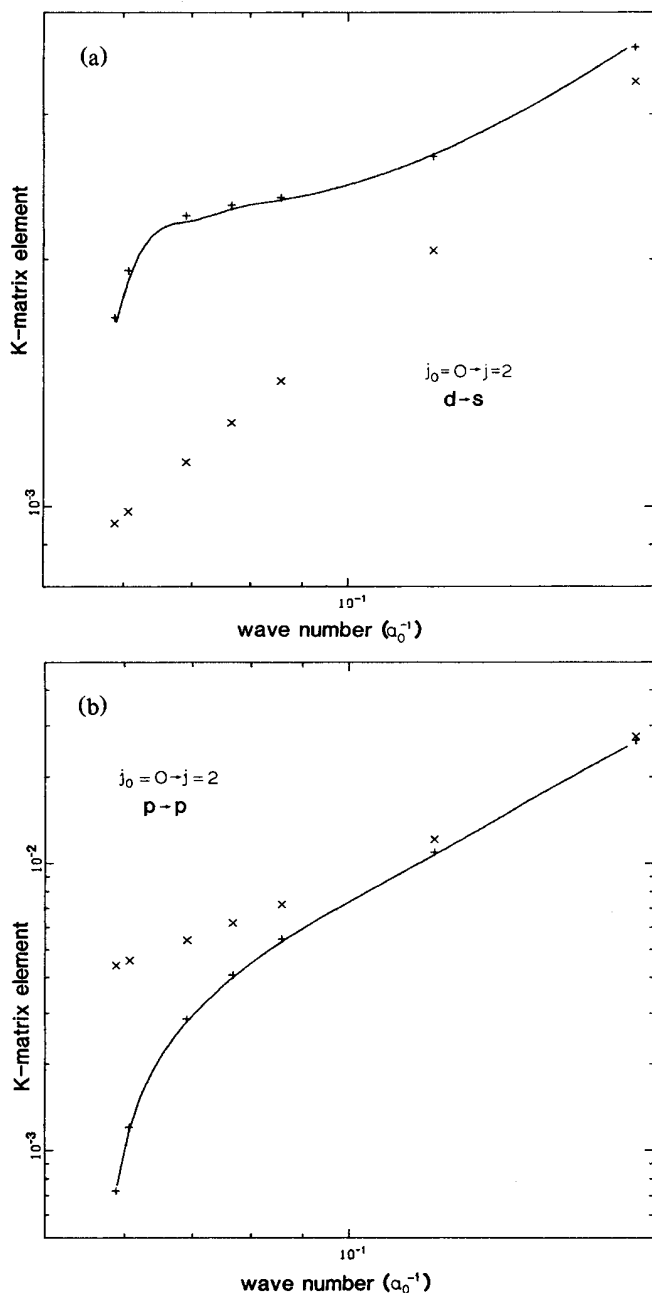 (a)
K-matrix element
10⁻³
j₀ = 0 → j = 2
d → s
10⁻¹
wave number (a₀⁻¹)
(b)
K-matrix element
10⁻²
10⁻³
j₀ = 0 → j = 2
p → p
10⁻¹
wave number (a₀⁻¹)